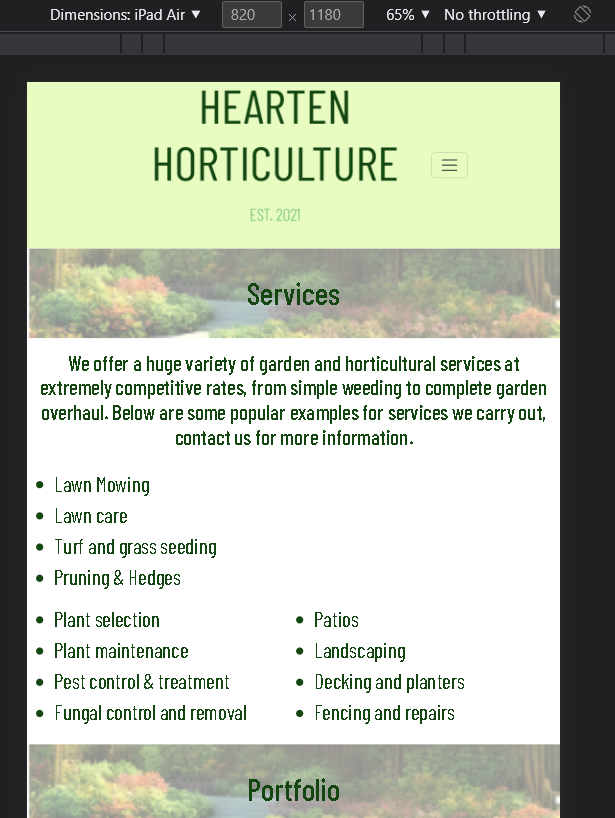 Dimensions: iPad Air ▼ 820 × 1180 65% ▼ No throttling ▼
HEARTEN
HORTICULTURE
EST. 2021
Services
We offer a huge variety of garden and horticultural services at
extremely competitive rates, from simple weeding to complete garden
overhaul. Below are some popular examples for services we carry out,
contact us for more information.
• Lawn Mowing
• Lawn care
• Turf and grass seeding
• Pruning & Hedges
• Plant selection
• Plant maintenance
• Pest control & treatment
• Fungal control and removal
• Patios
• Landscaping
• Decking and planters
• Fencing and repairs
Portfolio